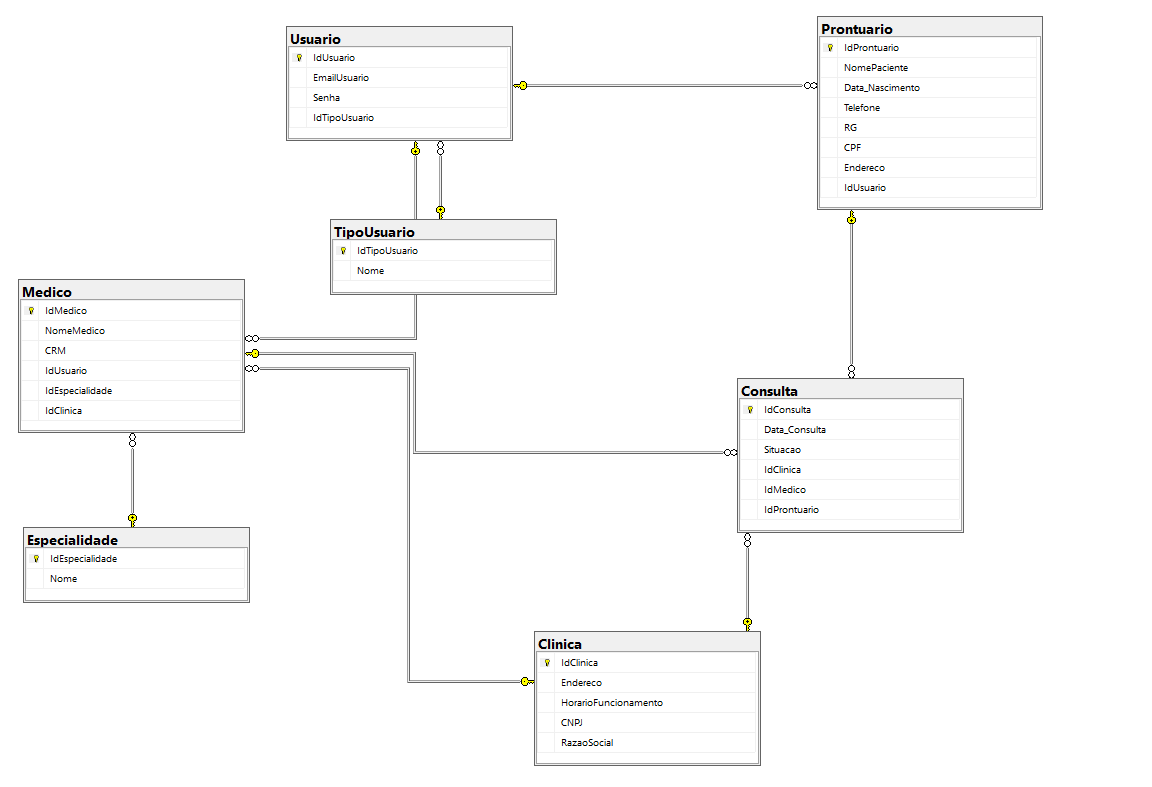 Usuario
IdUsuario
EmailUsuario
Senha
IdTipoUsuario
Prontuario
IdProntuario
NomePaciente
Data_Nascimento
Telefone
RG
CPF
Endereco
IdUsuario
TipoUsuario
IdTipoUsuario
Nome
Medico
IdMedico
NomeMedico
CRM
IdUsuario
IdEspecialidade
IdClinica
Consulta
IdConsulta
Data_Consulta
Situacao
IdClinica
IdMedico
IdProntuario
Especialidade
IdEspecialidade
Nome
Clinica
IdClinica
Endereco
HorarioFuncionamento
CNPJ
RazaoSocial